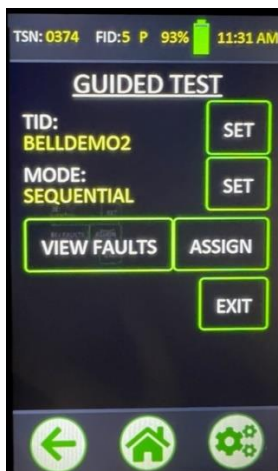 TSN: 0374 FID:5 P 93% 11:31 AM
GUIDED TEST
TID:
BELLDEMO2
SET
MODE:
SEQUENTIAL
SET
VIEW FAULTS
ASSIGN
EXIT